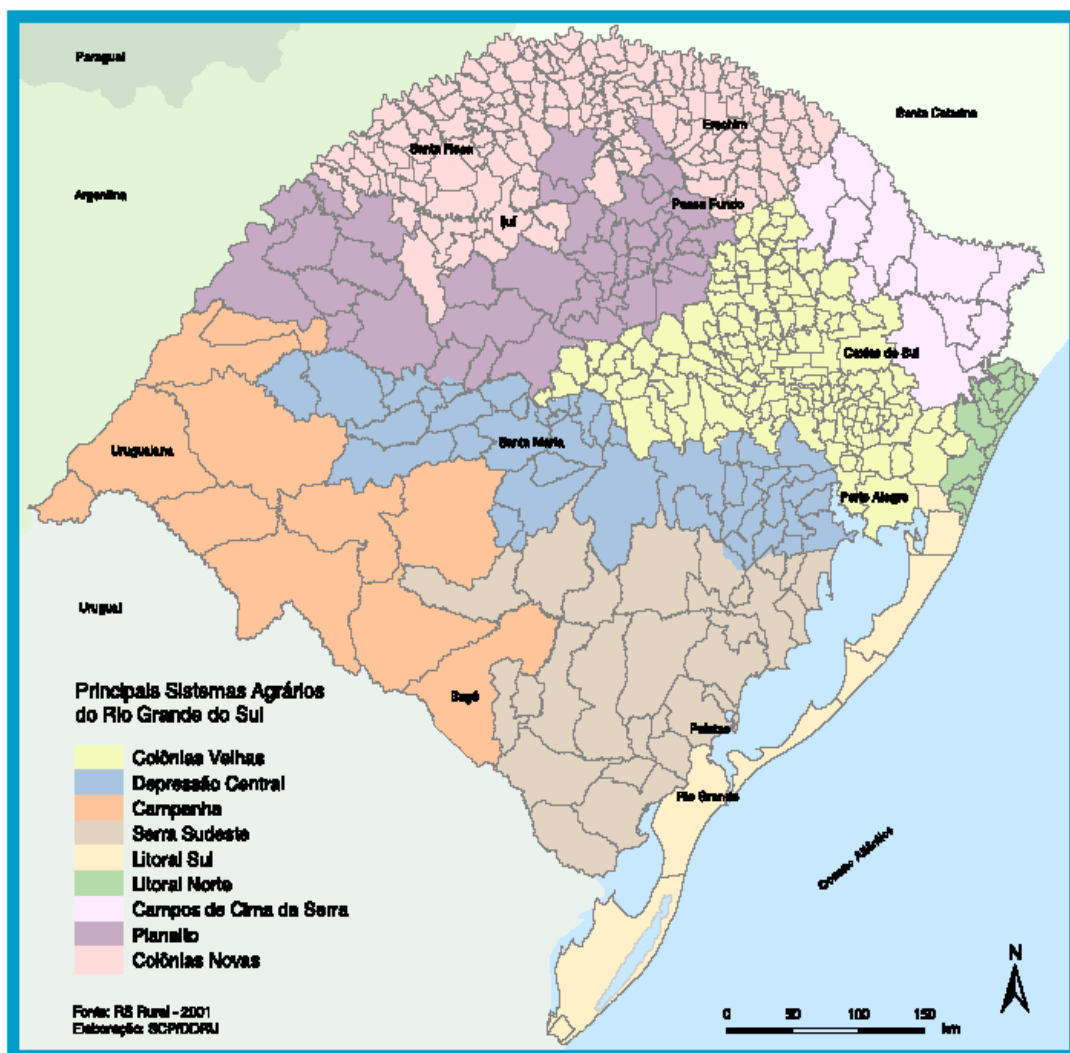 Paraguai
Santa Catarina
Erechim
Santa Rosa
Argentina
Passo Fundo
Ijuí
Caxias do Sul
Santa Maria
Uruguaiana
Porto Alegre
Uruguai
Bagé
Pelotas
Rio Grande
Oceano Atlântico
Principais Sistemas Agrários
do Rio Grande do Sul
Colônias Velhas
Depressão Central
Campanha
Serra Sudeste
Litoral Sul
Litoral Norte
Campos de Cima da Serra
Planalto
Colônias Novas
Fonte: RS Rural - 2001
Elaboração: SCP/DDRU
N
0 50 100 150
km